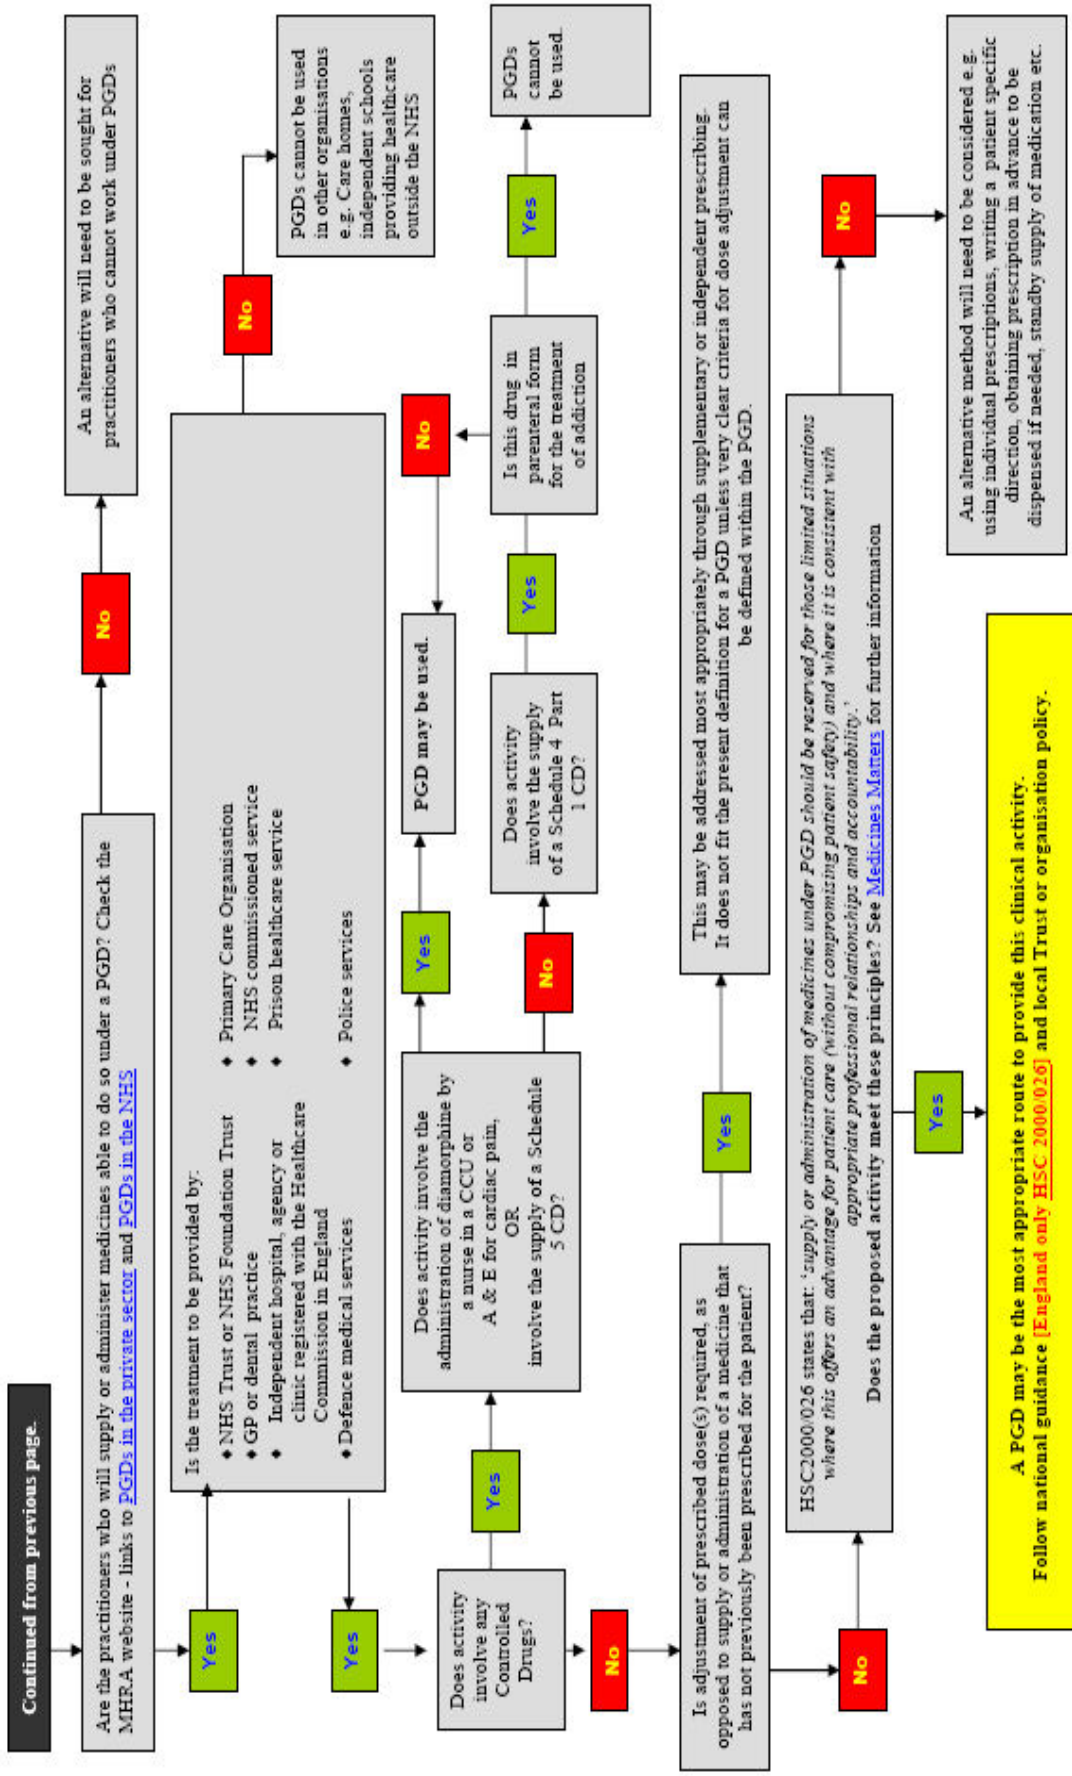 Continued from previous page.
Are the practitioners who will supply or administer medicines able to do so under a PGD? Check the
MHRA website - links to PGDs in the private sector and PGDs in the NHS
No
An alternative will need to be sought for
practitioners who cannot work under PGDs
Yes
Is the treatment to be provided by:
♦ NHS Trust or NHS Foundation Trust
♦ GP or dental practice
♦ Independent hospital, agency or
clinic registered with the Healthcare
Commission in England
♦ Defence medical services
♦ Primary Care Organisation
♦ NHS commissioned service
♦ Prison healthcare service
♦ Police services
No
PGDs cannot be used
in other organisations
e.g. Care homes,
independent schools
providing healthcare
outside the NHS
Yes
Does activity
involve any
Controlled
Drugs?
Yes
Does activity involve the
administration of diamorphine by
a nurse in a CCU or
A & E for cardiac pain,
OR
involve the supply of a Schedule
5 CD?
Yes
PGD may be used.
No
Does activity
involve the supply
of a Schedule 4 Part
1 CD?
Yes
Is this drug in
parenteral form
for the treatment
of addiction
No
Yes
PGDs
cannot
be used.
No
Is adjustment of prescribed dose(s) required, as
opposed to supply or administration of a medicine that
has not previously been prescribed for the patient?
Yes
This may be addressed most appropriately through supplementary or independent prescribing.
It does not fit the present definition for a PGD unless very clear criteria for dose adjustment can
be defined within the PGD.
No
HSC2000/026 states that: 'supply or administration of medicines under PGD should be reserved for those limited situations
where this offers an advantage for patient care (without compromising patient safety) and where it is consistent with
appropriate professional relationships and accountability.'
Does the proposed activity meet these principles? See Medicines Matters for further information
No
An alternative method will need to be considered e.g.
using individual prescriptions, writing a patient specific
direction, obtaining prescription in advance to be
dispensed if needed, standby supply of medication etc.
Yes
A PGD may be the most appropriate route to provide this clinical activity.
Follow national guidance [England only HSC 2000/026] and local Trust or organisation policy.